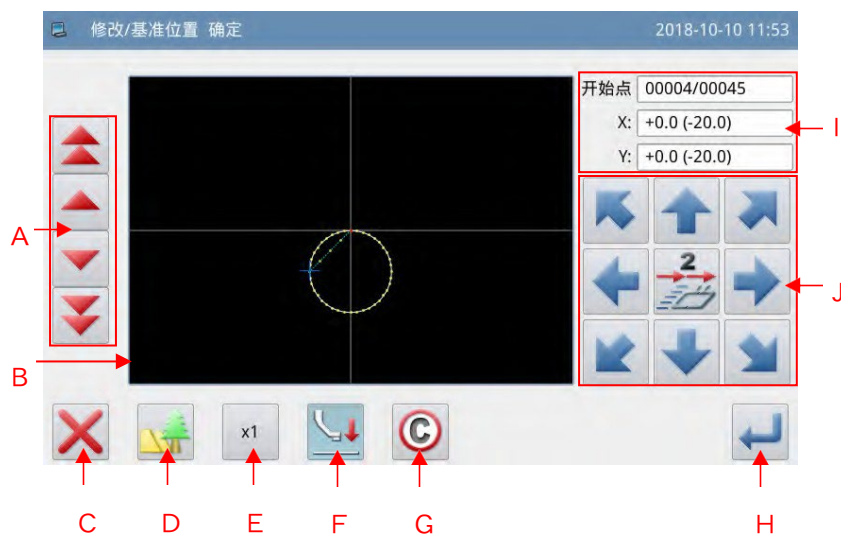 修改/基准位置 确定 2018-10-10 11:53
开始点 00004/00045
X: +0.0 (-20.0)
Y: +0.0 (-20.0)
I
A
2
J
B
x1
C
C D E F G H